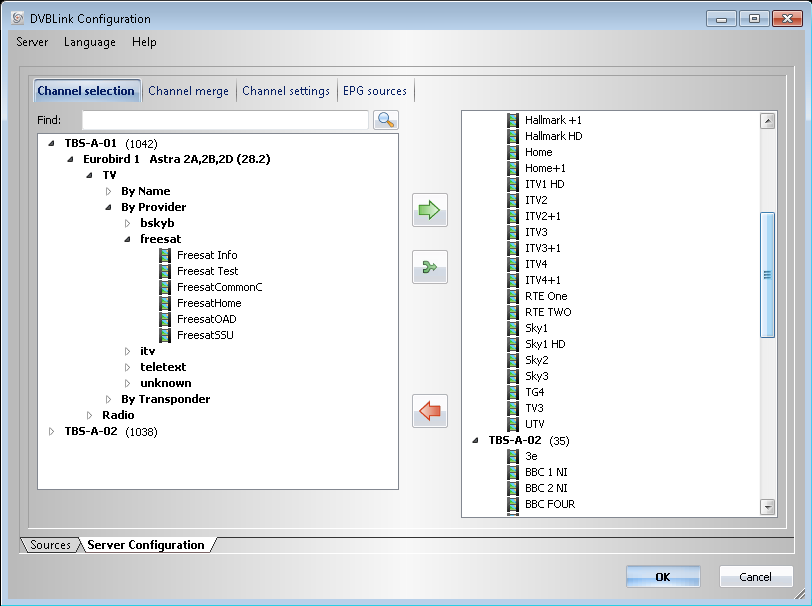 DVBLink Configuration
Server Language Help
Channel selection Channel merge Channel settings EPG sources
Find:
TBS-A-01 (1042)
Eurobird 1 Astra 2A,2B,2D (28.2)
TV
By Name
By Provider
bskyb
freesat
Freesat Info
Freesat Test
FreesatCommonC
FreesatHome
FreesatOAD
FreesatSSU
itv
teletext
unknown
By Transponder
Radio
TBS-A-02 (1038)
Hallmark +1
Hallmark HD
Home
Home+1
ITV1 HD
ITV2
ITV2+1
ITV3
ITV3+1
ITV4
ITV4+1
RTE One
RTE TWO
Sky1
Sky1 HD
Sky2
Sky3
TG4
TV3
UTV
TBS-A-02 (35)
3e
BBC 1 NI
BBC 2 NI
BBC FOUR
Sources Server Configuration
OK Cancel